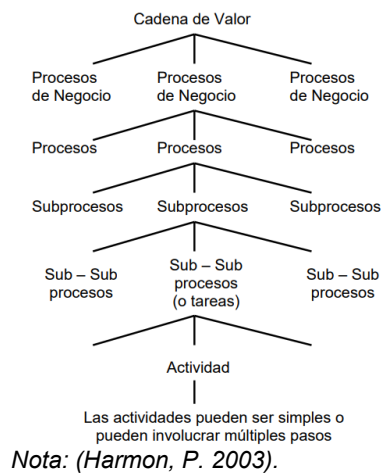 Cadena de Valor
Procesos de Negocio Procesos de Negocio Procesos de Negocio
Procesos Procesos Procesos
Subprocesos Subprocesos Subprocesos
Sub – Sub procesos Sub – Sub procesos (o tareas) Sub – Sub procesos
Actividad
Las actividades pueden ser simples o
pueden involucrar múltiples pasos
Nota: (Harmon, P. 2003).